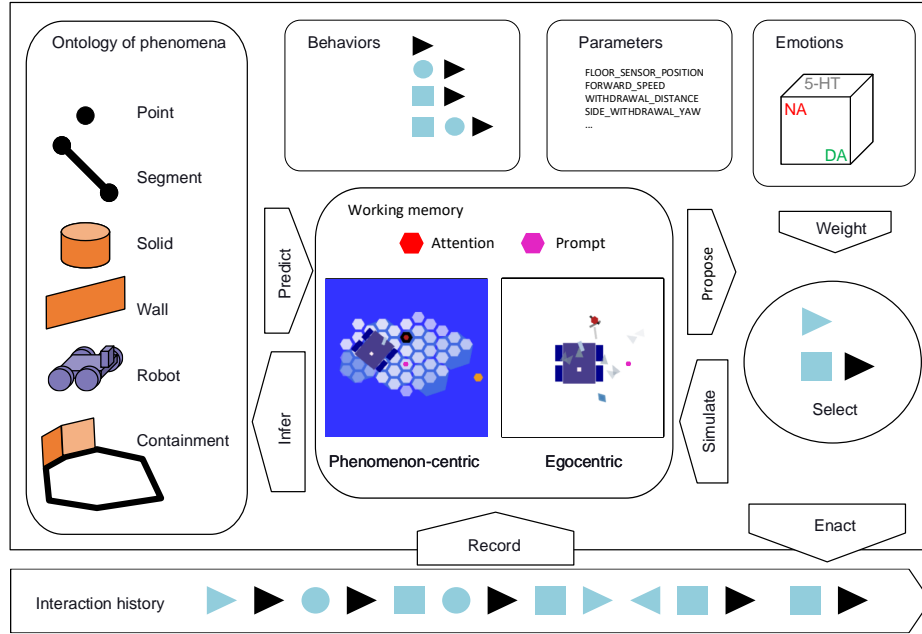 Ontology of phenomena
Point
Segment
Solid
Wall
Robot
Containment
Behaviors
Parameters
FLOOR_SENSOR_POSITION
FORWARD_SPEED
WITHDRAWAL_DISTANCE
SIDE_WITHDRAWAL_YAW
...
Emotions
5-HT
NA
DA
Predict
Infer
Working memory
Attention
Prompt
Phenomenon-centric
Egocentric
Propose
Simulate
Weight
Select
Enact
Record
Interaction history